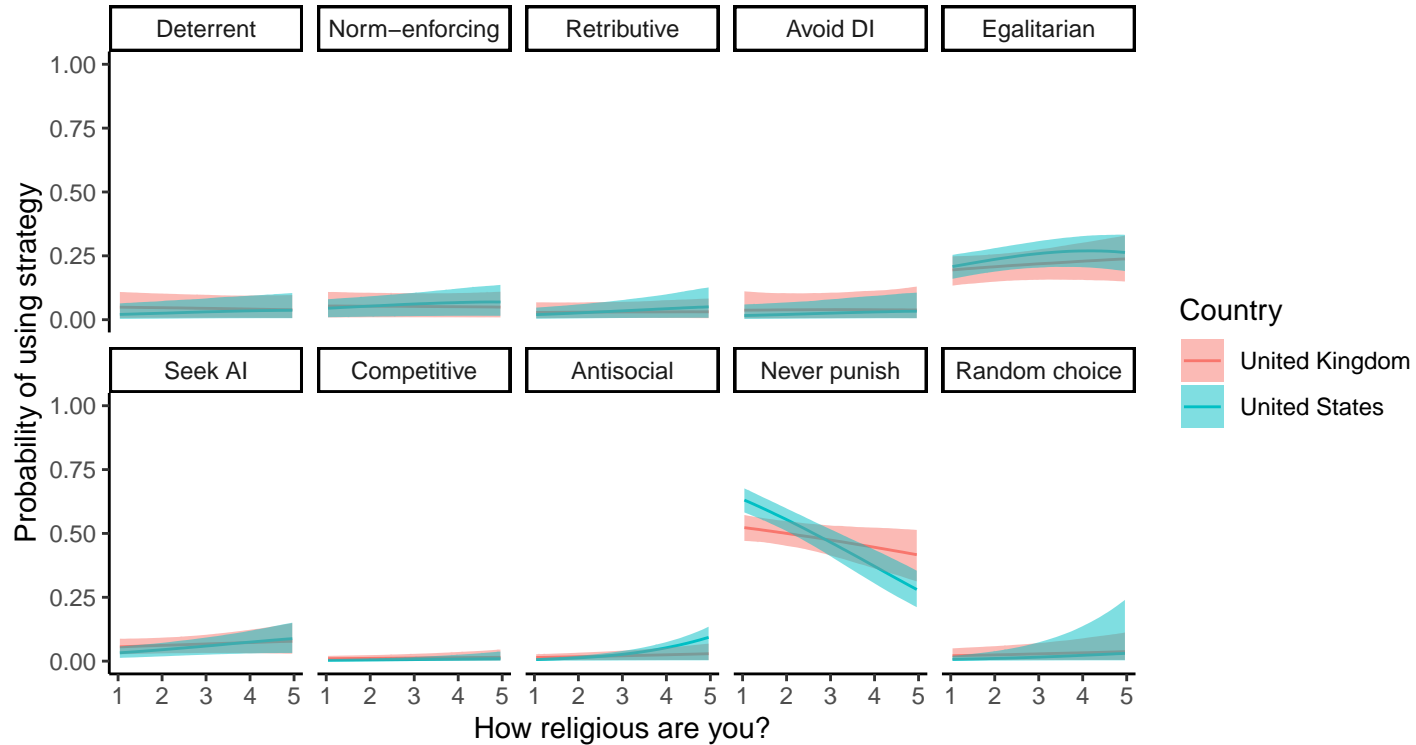 Deterrent
Norm−enforcing
Retributive
Avoid DI
Egalitarian
1.00
0.75
0.50
0.25
0.00
Seek AI
Competitive
Antisocial
Never punish
Random choice
1.00
0.75
0.50
0.25
0.00
1 2 3 4 5
1 2 3 4 5
1 2 3 4 5
1 2 3 4 5
1 2 3 4 5
How religious are you?
Probability of using strategy
Country
United Kingdom
United States